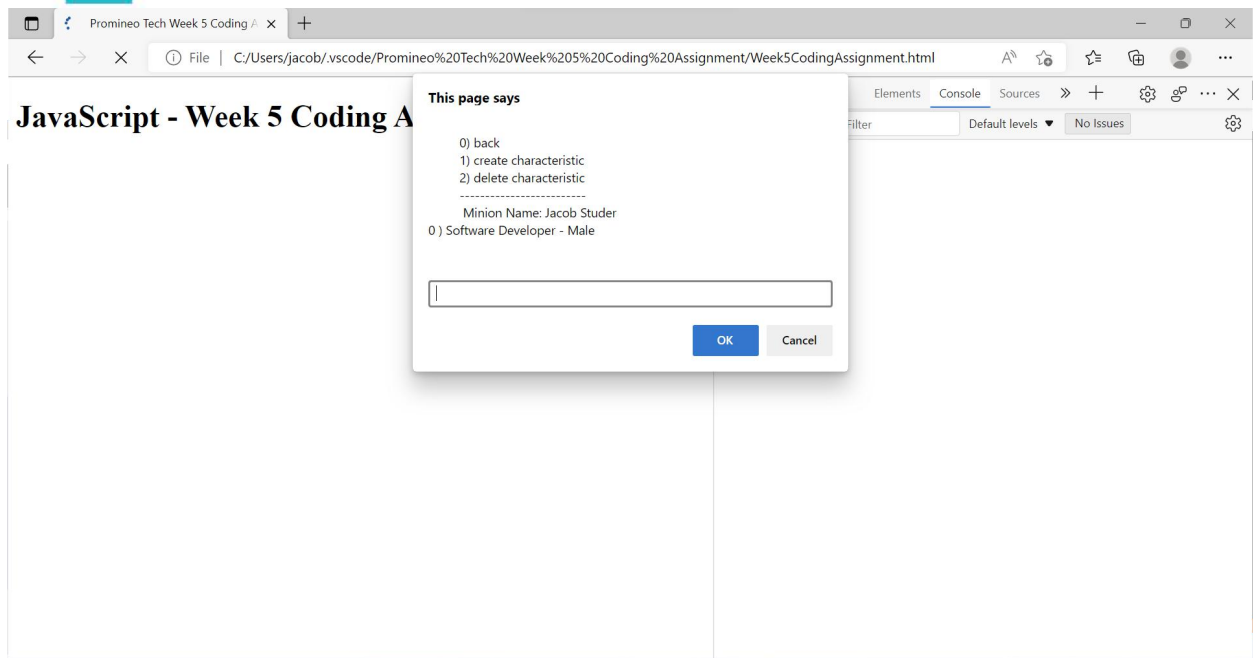 Promineo Tech Week 5 Coding A
File | C:/Users/jacob/.vscode/Promineo%20Tech%20Week%205%20Coding%20Assignment/Week5CodingAssignment.html
Elements Console Sources
Filter Default levels No Issues
JavaScript - Week 5 Coding A
This page says
0) back
1) create characteristic
2) delete characteristic
-------------------------
Minion Name: Jacob Studer
0 ) Software Developer - Male
OK Cancel